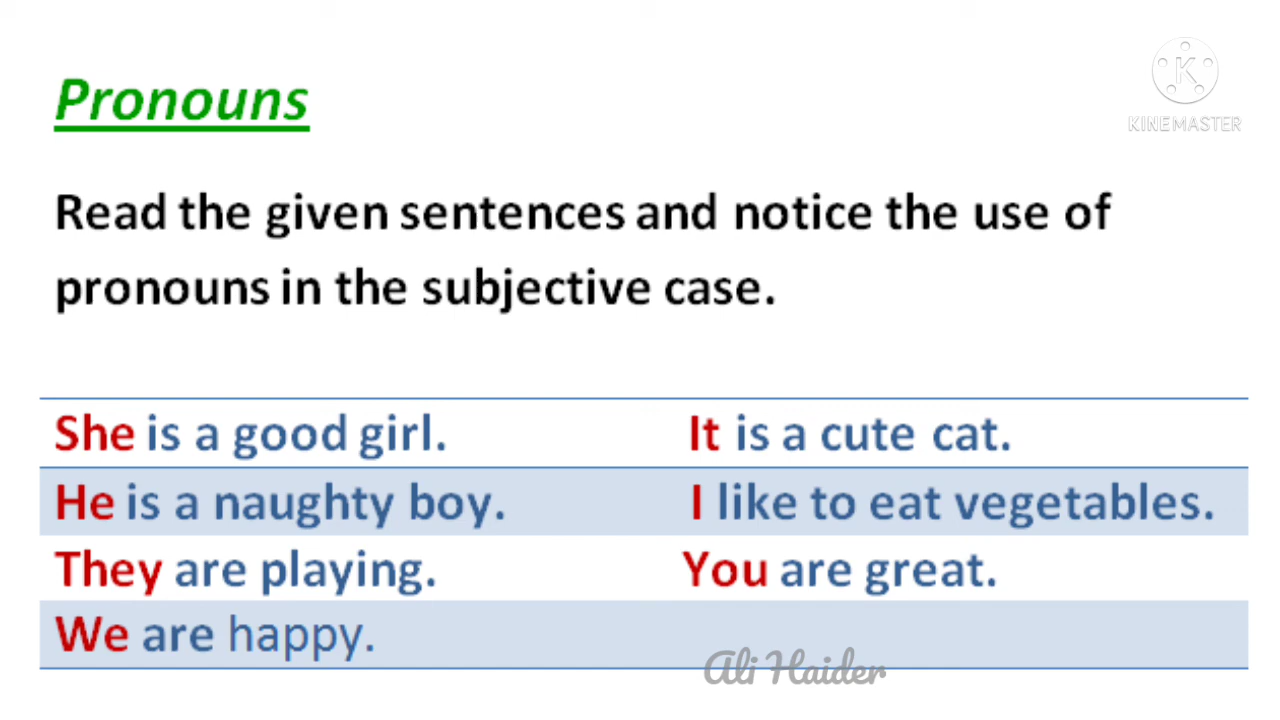 Pronouns
KINEMASTER
Read the given sentences and notice the use of
pronouns in the subjective case.
She is a good girl. It is a cute cat.
He is a naughty boy. I like to eat vegetables.
They are playing. You are great.
We are happy.
Ali Haider